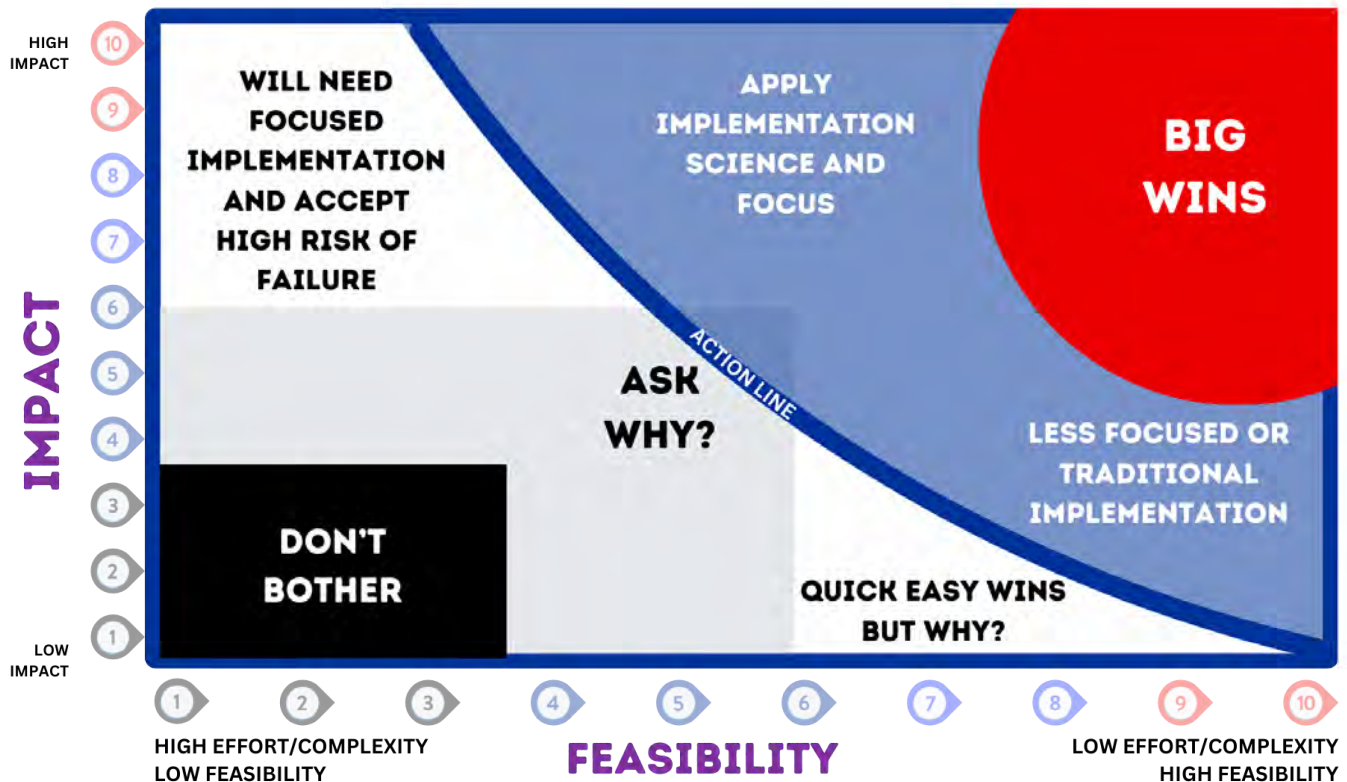 HIGH
IMPACT
10
9
8
7
6
5
4
3
2
1
LOW
IMPACT
IMPACT
WILL NEED
FOCUSED
IMPLEMENTATION
AND ACCEPT
HIGH RISK OF
FAILURE
APPLY
IMPLEMENTATION
SCIENCE AND
FOCUS
BIG
WINS
ACTION LINE
ASK
WHY?
LESS FOCUSED OR
TRADITIONAL
IMPLEMENTATION
DON'T
BOTHER
QUICK EASY WINS
BUT WHY?
1 2 3 4 5 6 7 8 9 10
HIGH EFFORT/COMPLEXITY
LOW FEASIBILITY
FEASIBILITY
LOW EFFORT/COMPLEXITY
HIGH FEASIBILITY